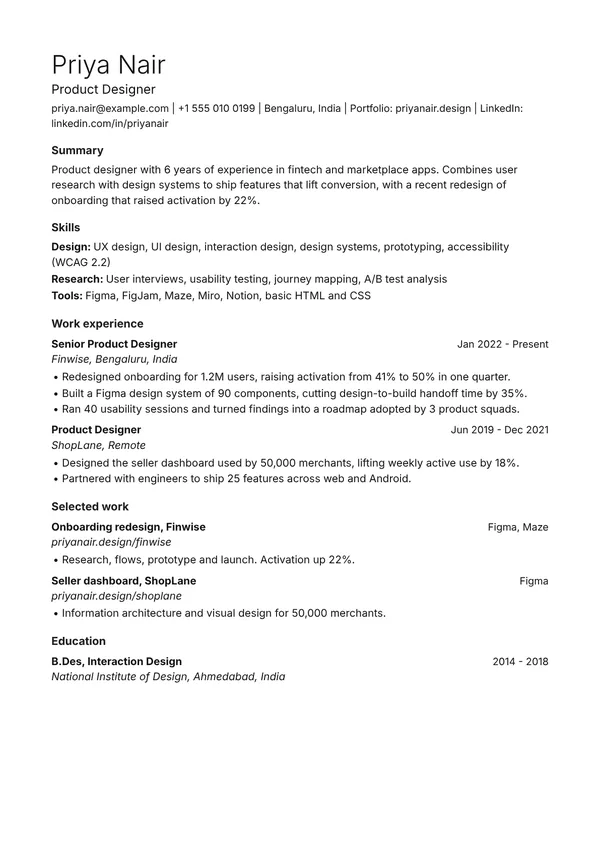 Priya Nair
Product Designer
priya.nair@example.com | +1 555 010 0199 | Bengaluru, India | Portfolio: priyanair.design | LinkedIn:
linkedin.com/in/priyanair
Summary
Product designer with 6 years of experience in fintech and marketplace apps. Combines user
research with design systems to ship features that lift conversion, with a recent redesign of
onboarding that raised activation by 22%.
Skills
Design: UX design, UI design, interaction design, design systems, prototyping, accessibility
(WCAG 2.2)
Research: User interviews, usability testing, journey mapping, A/B test analysis
Tools: Figma, FigJam, Maze, Miro, Notion, basic HTML and CSS
Work experience
Senior Product Designer Jan 2022 - Present
Finwise, Bengaluru, India
• Redesigned onboarding for 1.2M users, raising activation from 41% to 50% in one quarter.
• Built a Figma design system of 90 components, cutting design-to-build handoff time by 35%.
• Ran 40 usability sessions and turned findings into a roadmap adopted by 3 product squads.
Product Designer Jun 2019 - Dec 2021
ShopLane, Remote
• Designed the seller dashboard used by 50,000 merchants, lifting weekly active use by 18%.
• Partnered with engineers to ship 25 features across web and Android.
Selected work
Onboarding redesign, Finwise Figma, Maze
priyanair.design/finwise
• Research, flows, prototype and launch. Activation up 22%.
Seller dashboard, ShopLane Figma
priyanair.design/shoplane
• Information architecture and visual design for 50,000 merchants.
Education
B.Des, Interaction Design 2014 - 2018
National Institute of Design, Ahmedabad, India